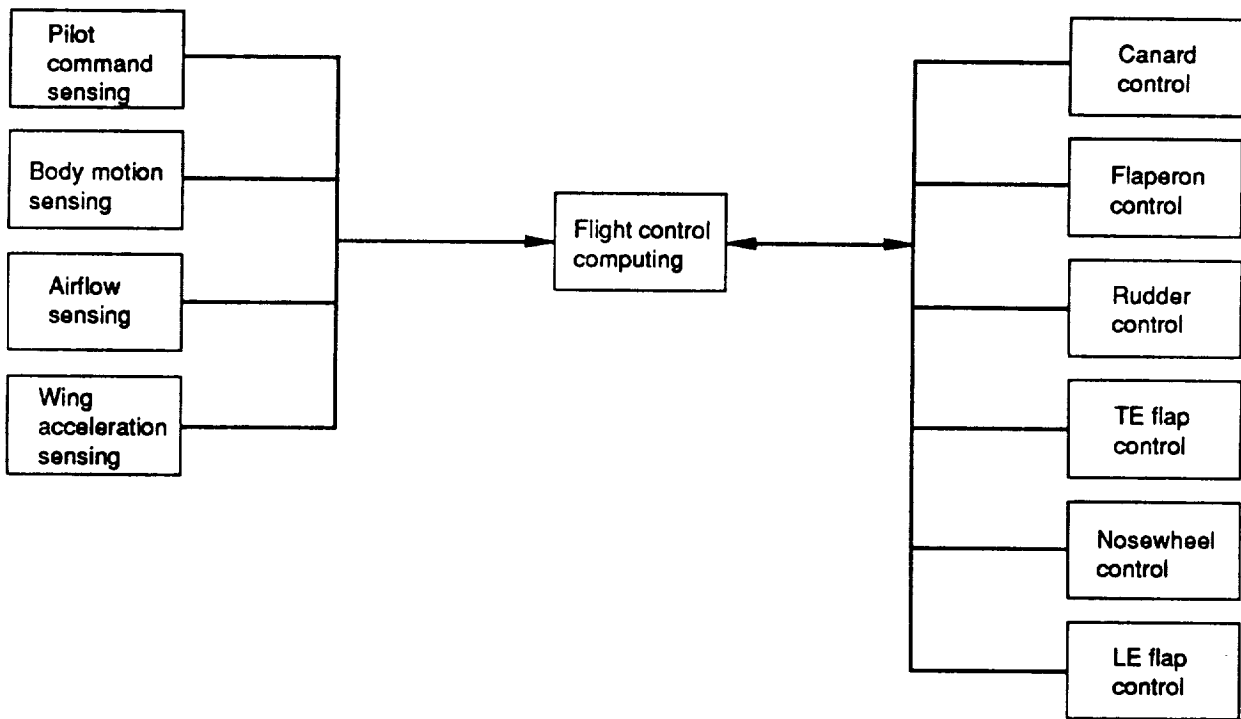 Pilot
command
sensing
Body motion
sensing
Airflow
sensing
Wing
acceleration
sensing
Flight control
computing
Canard
control
Flaperon
control
Rudder
control
TE flap
control
Nosewheel
control
LE flap
control